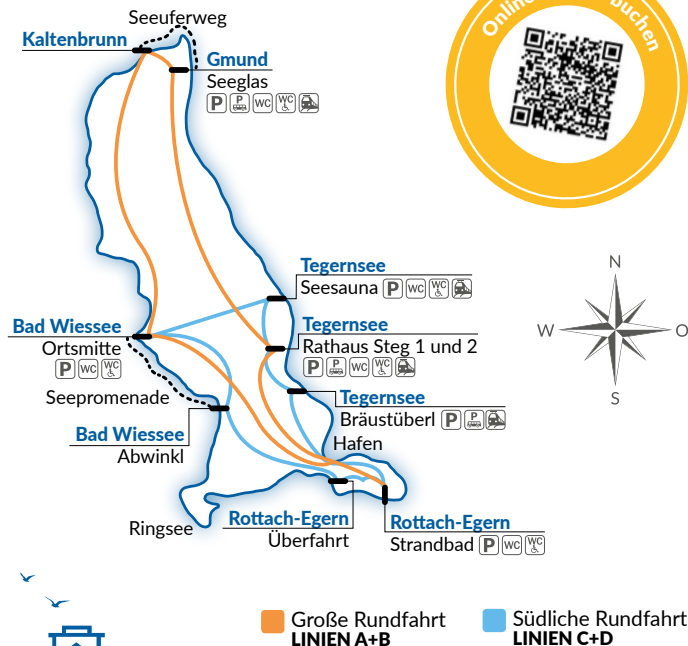 Online
buchen
Seeuferweg
Kaltenbrunn
Gmund
Seeglas
P P WC WC
Tegernsee
Seesauna P WC WC
Tegernsee
Rathaus Steg 1 und 2
P P WC WC
Tegernsee
Bräustüberl P P
Hafen
Bad Wiessee
Ortsmitte
P WC WC
Seepromenade
Bad Wiessee
Abwinkl
Ringsee
Rottach-Egern
Überfahrt
Rottach-Egern
Strandbad P WC WC
N
W O
S
Große Rundfahrt
LINIEN A+B
Südliche Rundfahrt
LINIEN C+D